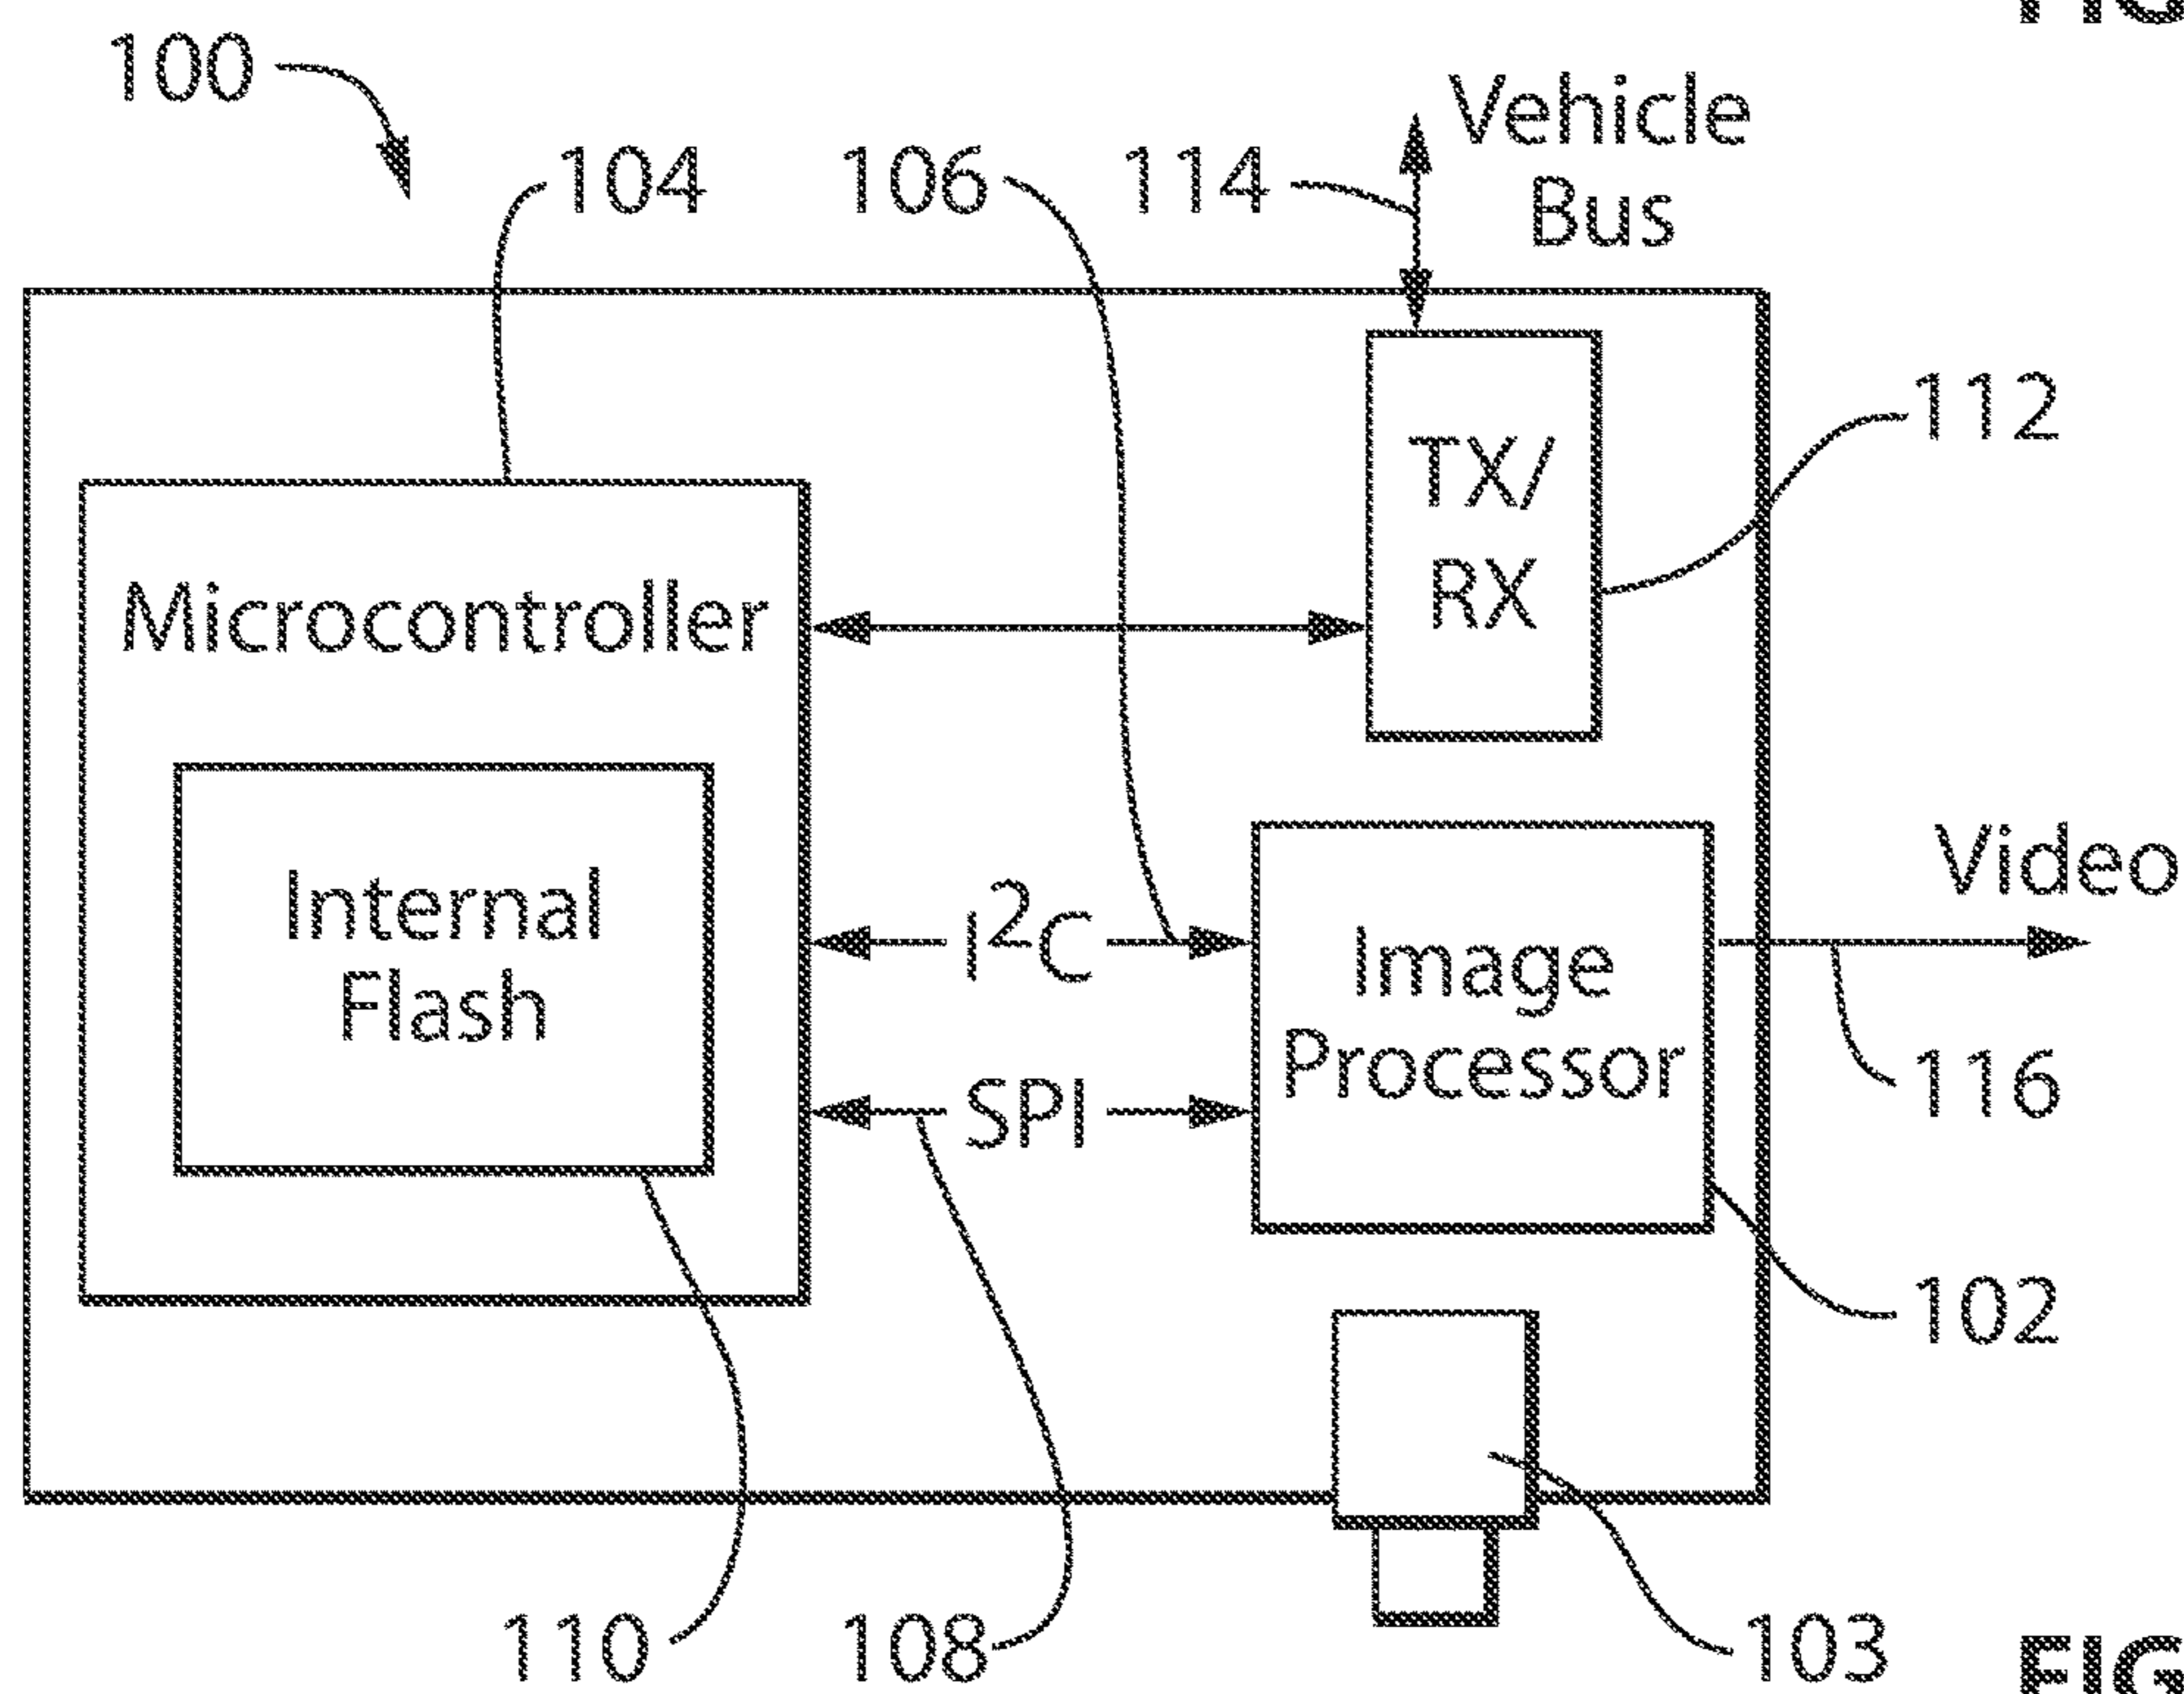 100
104
106
114
Vehicle
Bus
112
TX/
RX
Microcontroller
Internal
Flash
I²C
SPI
Image
Processor
Video
116
102
110
108
103
FIG